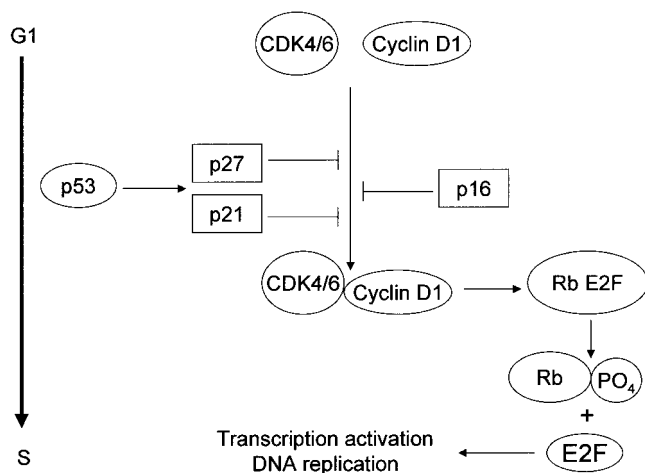 G1
CDK4/6
Cyclin D1
p27
p53
p21
p16
CDK4/6
Cyclin D1
Rb E2F
Rb
PO4
+
E2F
Transcription activation
DNA replication
S